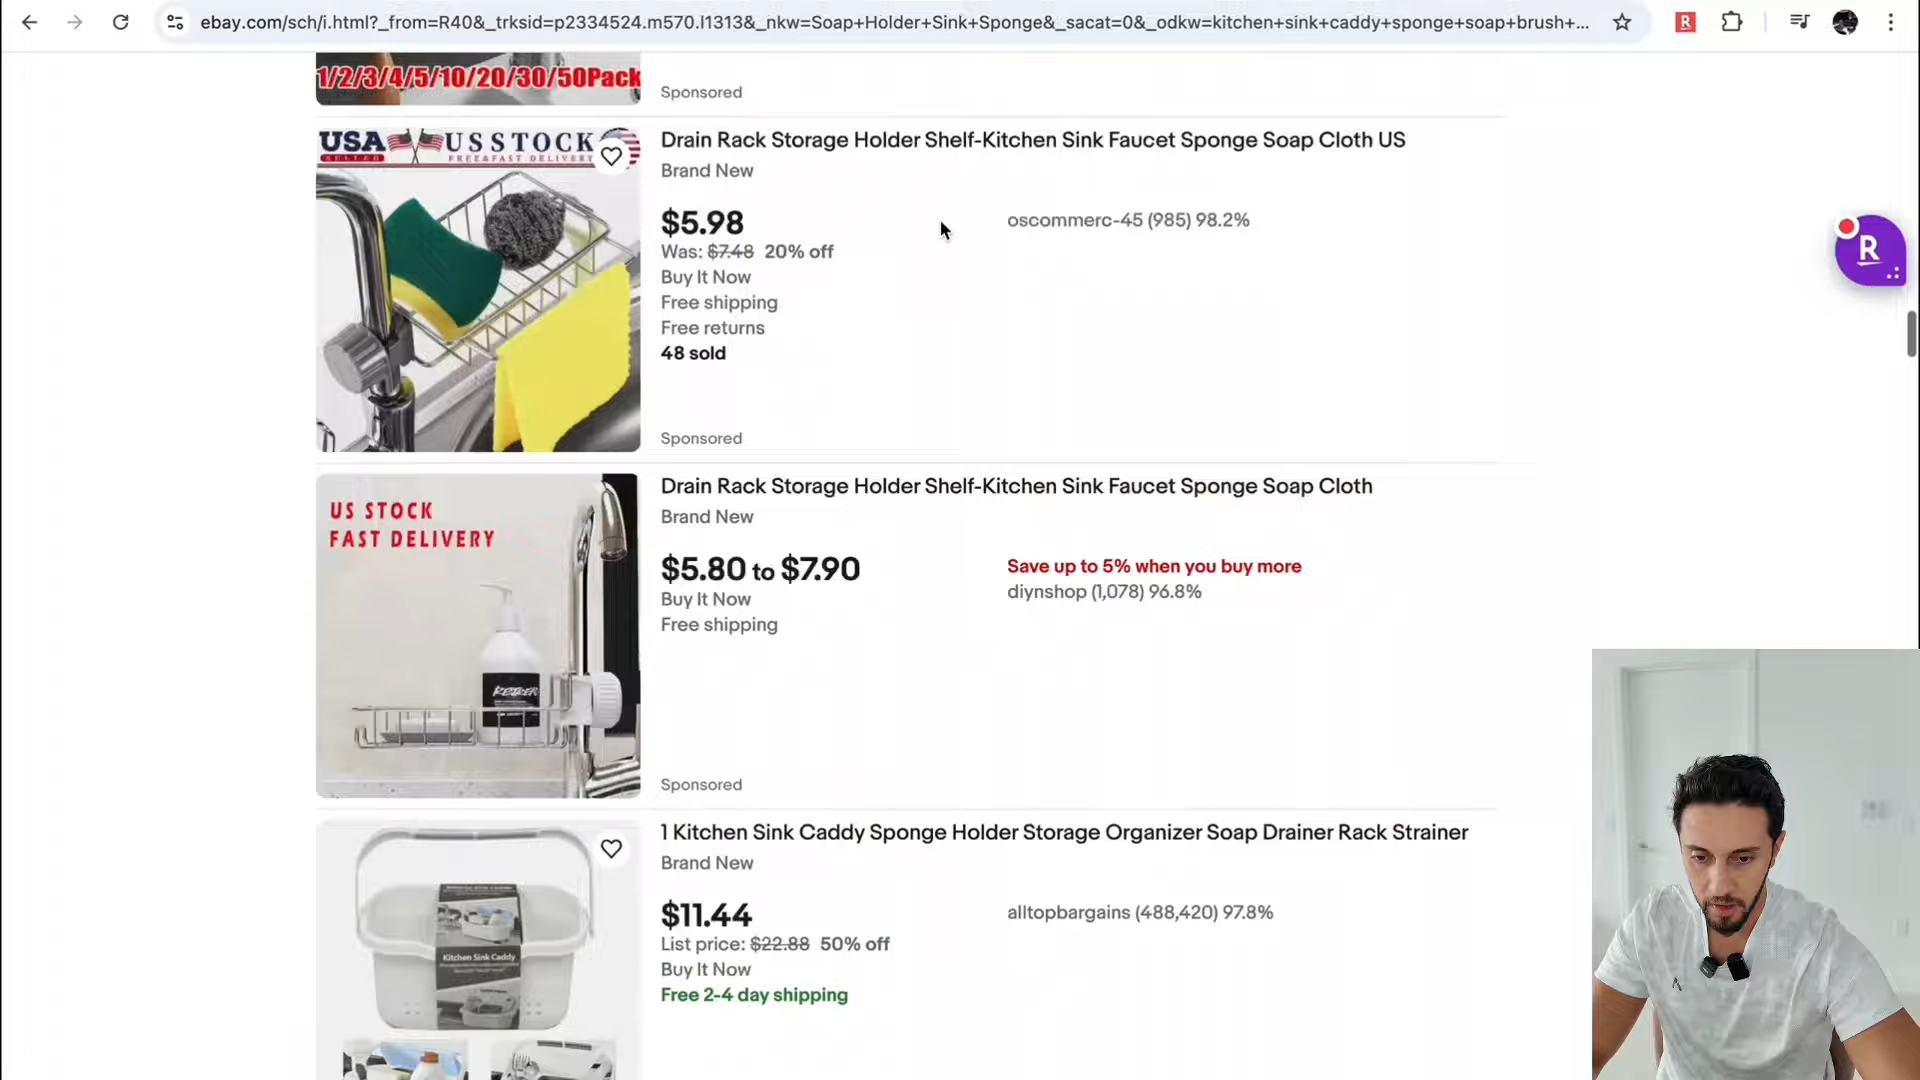 ebay.com/sch/i.html?_from=R40&_trksid=p2334524.m570.l1313&_nkw=Soap+Holder+Sink+Sponge&_sacat=0&_odkw=kitchen+sink+caddy+sponge+soap+brush+...
R
1/2/3/4/5/10/20/30/50Pack
Sponsored
USA
US STOCK
FREE&FAST DELIVERY
Drain Rack Storage Holder Shelf-Kitchen Sink Faucet Sponge Soap Cloth US
Brand New
$5.98
oscommerc-45 (985) 98.2%
Was: $7.48 20% off
Buy It Now
Free shipping
Free returns
48 sold
Sponsored
R
US STOCK
FAST DELIVERY
Drain Rack Storage Holder Shelf-Kitchen Sink Faucet Sponge Soap Cloth
Brand New
$5.80 to $7.90
Save up to 5% when you buy more
diynshop (1,078) 96.8%
Buy It Now
Free shipping
Sponsored
1 Kitchen Sink Caddy Sponge Holder Storage Organizer Soap Drainer Rack Strainer
Brand New
$11.44
alltopbargains (488,420) 97.8%
List price: $22.88 50% off
Buy It Now
Free 2-4 day shipping
Kitchen Sink Caddy